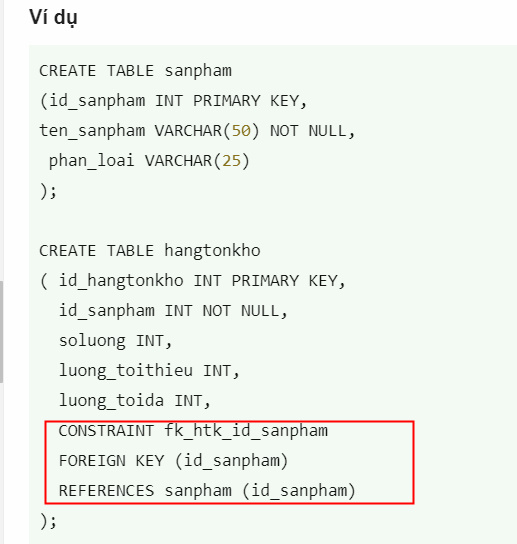 Ví dụ
CREATE TABLE sanpham
(id_sanpham INT PRIMARY KEY,
ten_sanpham VARCHAR(50) NOT NULL,
phan_loai VARCHAR(25)
);
CREATE TABLE hangtonkho
( id_hangtonkho INT PRIMARY KEY,
id_sanpham INT NOT NULL,
soluong INT,
luong_toithieu INT,
luong_toida INT,
CONSTRAINT fk_htk_id_sanpham
FOREIGN KEY (id_sanpham)
REFERENCES sanpham (id_sanpham)
);